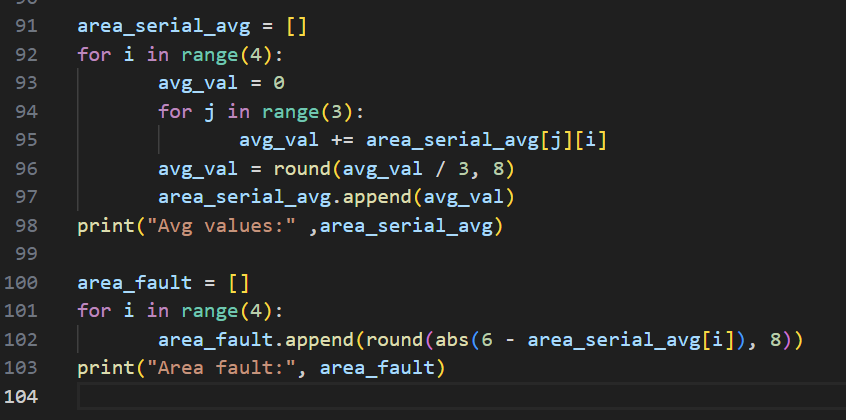 91 area_serial_avg = []
92 for i in range(4):
93 avg_val = 0
94 for j in range(3):
95 avg_val += area_serial_avg[j][i]
96 avg_val = round(avg_val / 3, 8)
97 area_serial_avg.append(avg_val)
98 print("Avg values:" ,area_serial_avg)
99
100 area_fault = []
101 for i in range(4):
102 area_fault.append(round(abs(6 - area_serial_avg[i]), 8))
103 print("Area fault:", area_fault)
104